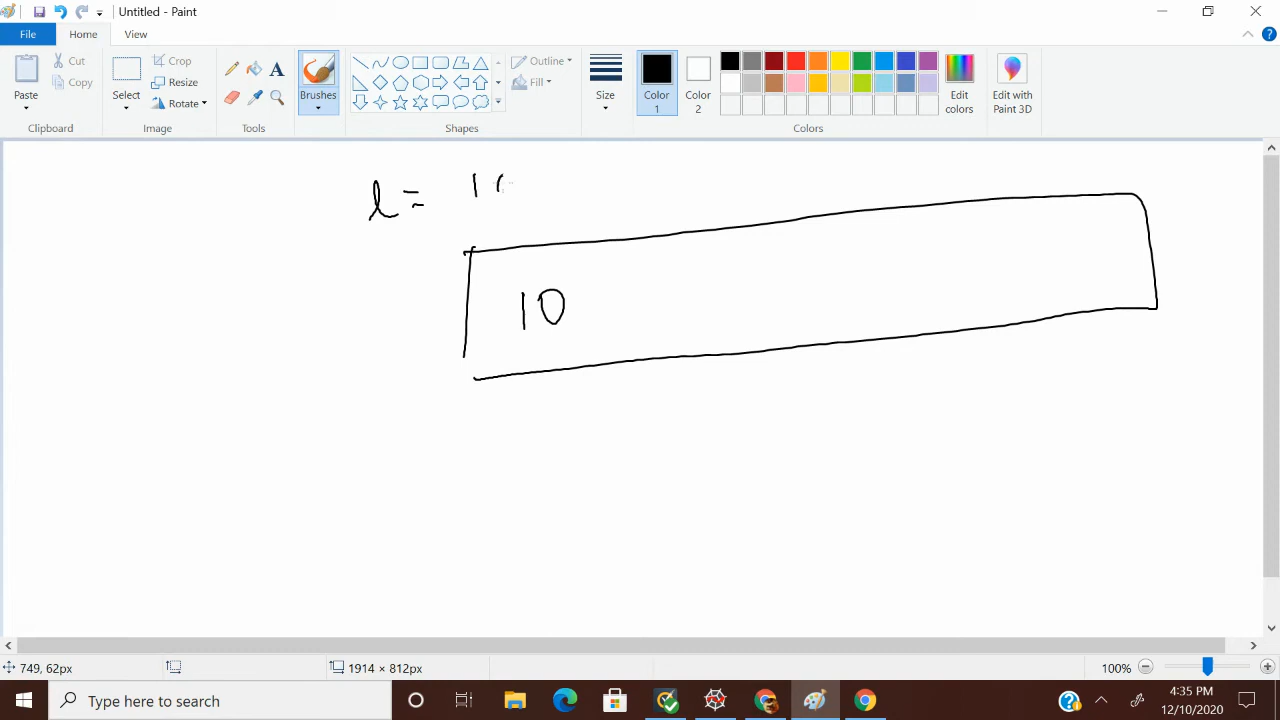 Untitled - Paint
File Home View
Cut
Copy
Paste
Clipboard
Select
Crop
Resize
Rotate
Image
Tools
Brushes
Outline
Fill
Shapes
Size
Color 1
Color 2
Edit colors
Colors
Edit with Paint 3D
l =
10
749, 62px
1914 × 812px
100%
Type here to search
4:35 PM
12/10/2020